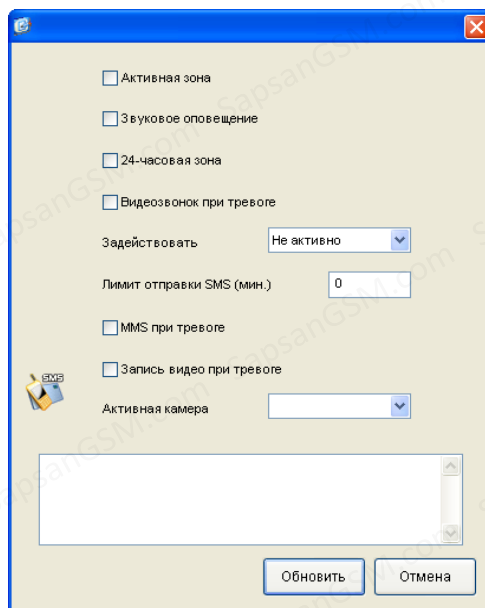 Активная зона
Звуковое оповещение
24-часовая зона
Видеозвонок при тревоге
Задействовать Не активно
Лимит отправки SMS (мин.) 0
MMS при тревоге
Запись видео при тревоге
SMS
Активная камера
Обновить Отмена
SapsanGSM.com